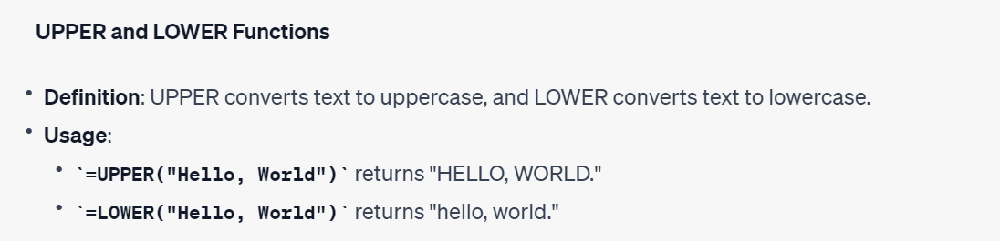 UPPER and LOWER Functions
• Definition: UPPER converts text to uppercase, and LOWER converts text to lowercase.
• Usage:
• `=UPPER("Hello, World")` returns "HELLO, WORLD."
• `=LOWER("Hello, World")` returns "hello, world."